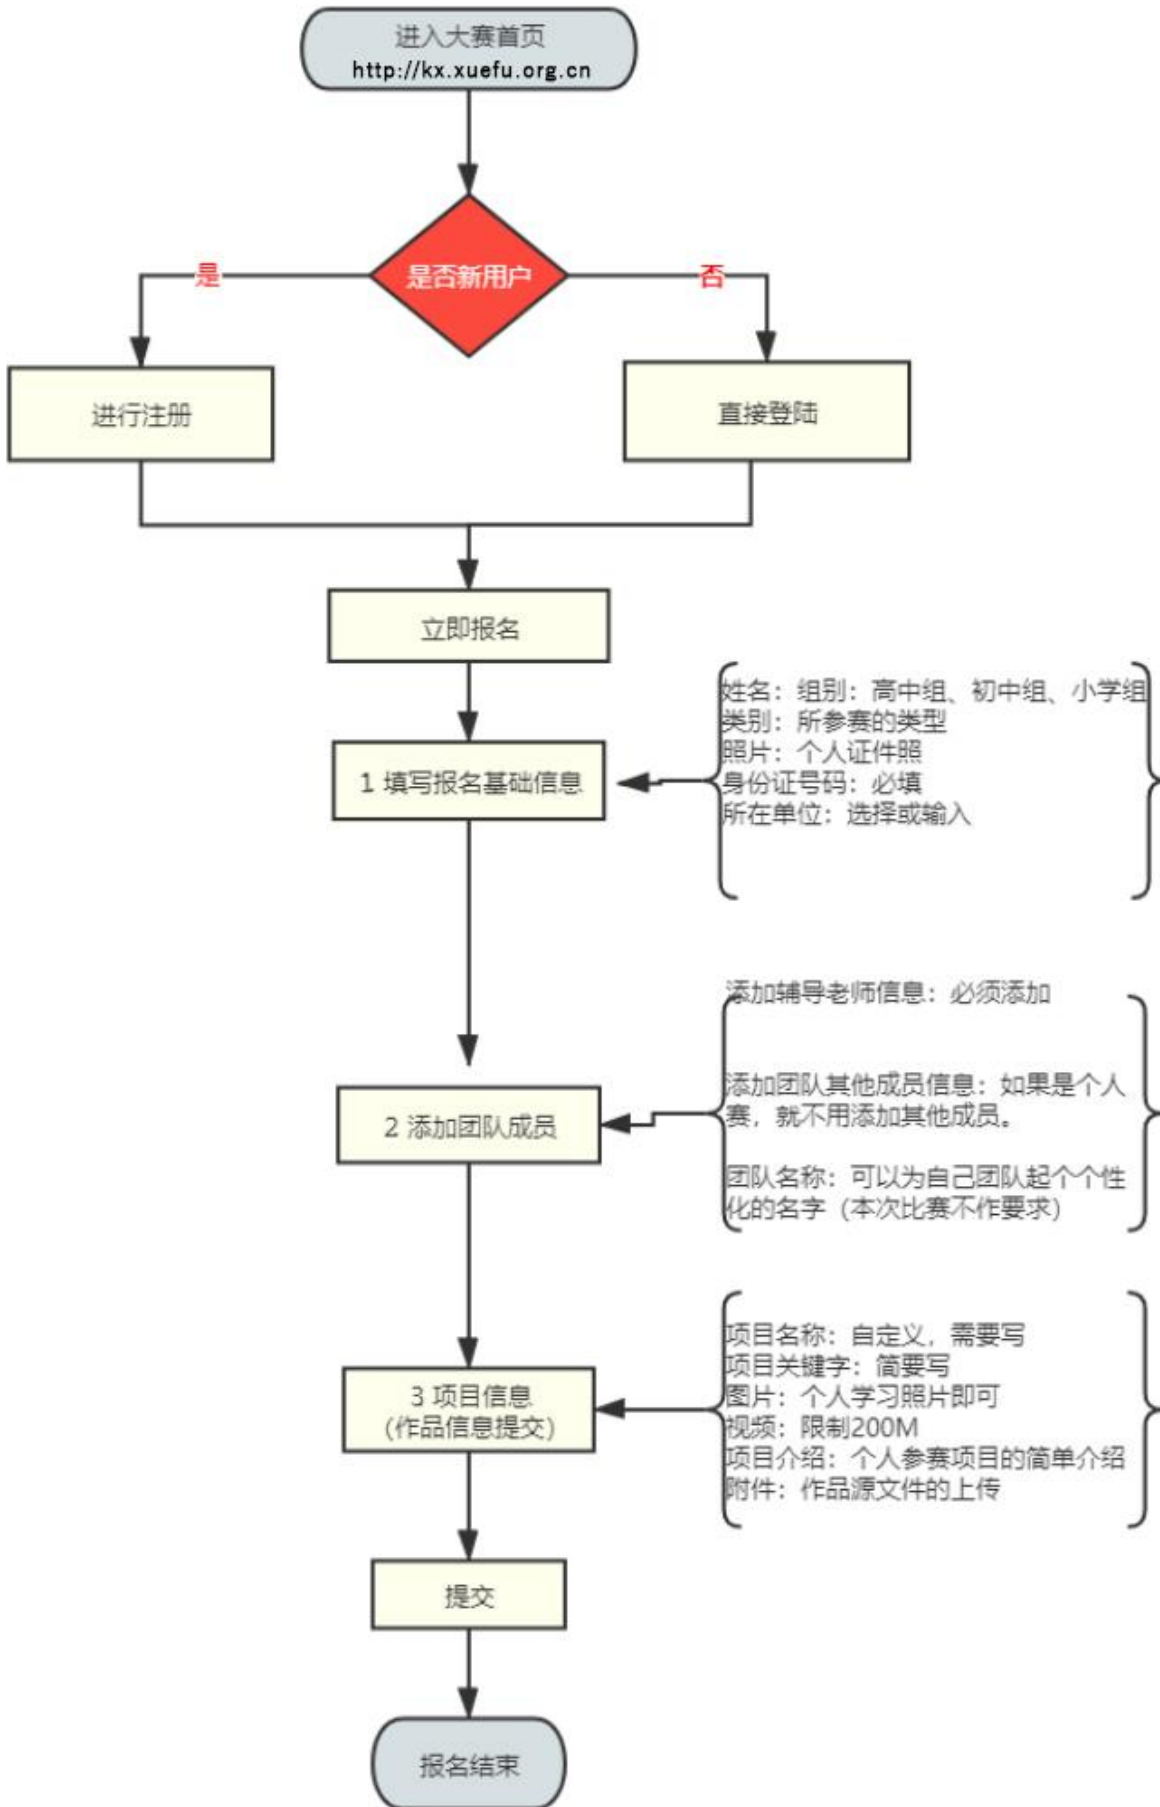 进入大赛首页
http://kx.xuefu.org.cn
是否新用户
是
否
进行注册
直接登陆
立即报名
1 填写报名基础信息
姓名：组别：高中组、初中组、小学组
类别：所参赛的类型
照片：个人证件照
身份证号码：必填
所在单位：选择或输入
2 添加团队成员
添加辅导老师信息：必须添加
添加团队其他成员信息：如果是个人
赛，就不用添加其他成员。
团队名称：可以为自己团队起个个性
化的名字（本次比赛不作要求）
3 项目信息
（作品信息提交）
项目名称：自定义，需要写
项目关键字：简要写
图片：个人学习照片即可
视频：限制200M
项目介绍：个人参赛项目的简单介绍
附件：作品源文件的上传
提交
报名结束